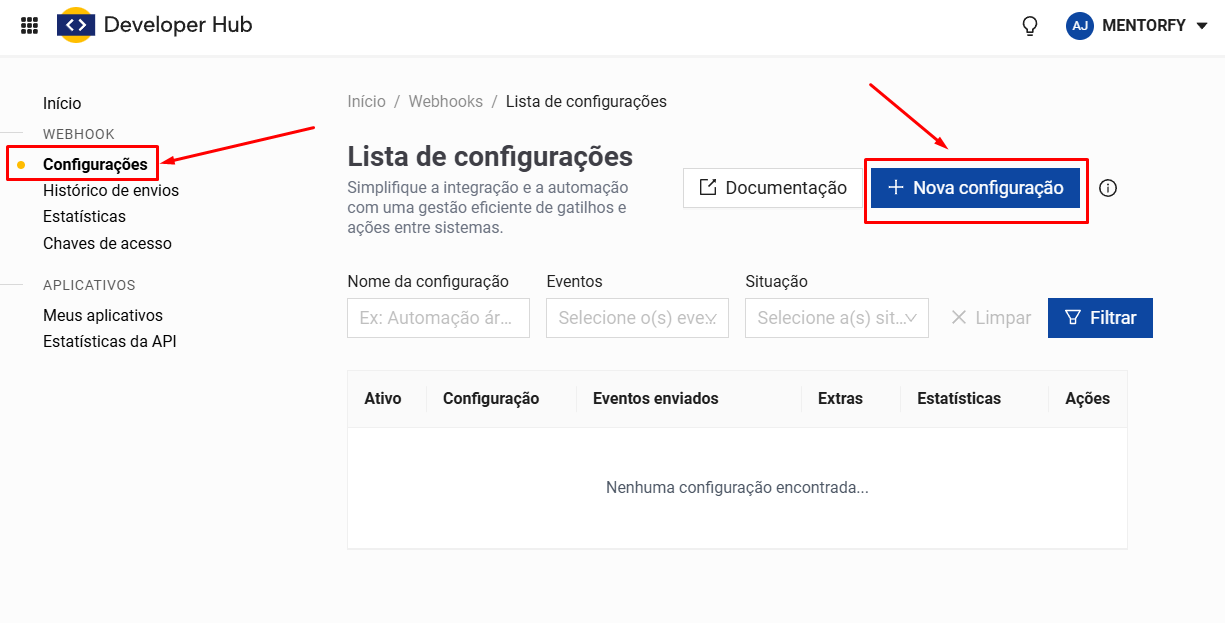 Developer Hub
AJ MENTORFY
Início
WEBHOOK
Configurações
Histórico de envios
Estatísticas
Chaves de acesso
APLICATIVOS
Meus aplicativos
Estatísticas da API
Início / Webhooks / Lista de configurações
Lista de configurações
Simplifique a integração e a automação
com uma gestão eficiente de gatilhos e
ações entre sistemas.
Documentação
+ Nova configuração
Nome da configuração
Eventos
Situação
Ex: Automação ár...
Selecione o(s) eve...
Selecione a(s) sit...
Limpar
Filtrar
Ativo Configuração Eventos enviados Extras Estatísticas Ações
Nenhuma configuração encontrada...